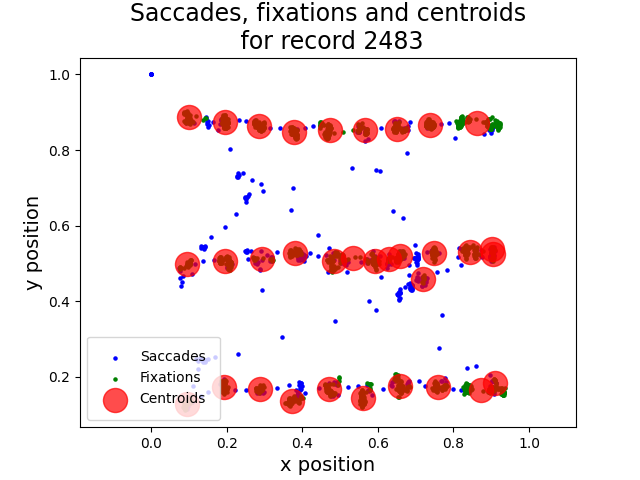 Saccades, fixations and centroids
for record 2483
1.0
0.8
0.6
0.4
0.2
y position
Saccades
Fixations
Centroids
0.0 0.2 0.4 0.6 0.8 1.0
x position